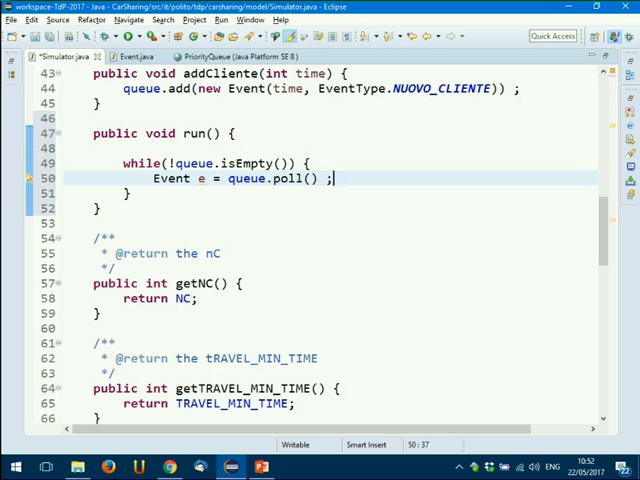 workspace-TdP-2017 - Java - CarSharing/src/it/polito/tdp/carsharing/model/Simulator.java - Eclipse
File Edit Source Refactor Navigate Search Project Run Window Help
Quick Access
*Simulator.java Event.java PriorityQueue (Java Platform SE 8)
43 public void addCliente(int time) {
44 queue.add(new Event(time, EventType.NUOVO_CLIENTE)) ;
45 }
46
47 public void run() {
48
49 while(!queue.isEmpty()) {
50 Event e = queue.poll() ;
51 }
52 }
53
54 /**
55 * @return the nC
56 */
57 public int getNC() {
58 return NC;
59 }
60
61 /**
62 * @return the tRAVEL_MIN_TIME
63 */
64 public int getTRAVEL_MIN_TIME() {
65 return TRAVEL_MIN_TIME;
66 }
Writable Smart Insert 50 : 37
ENG
10:52
22/05/2017
22